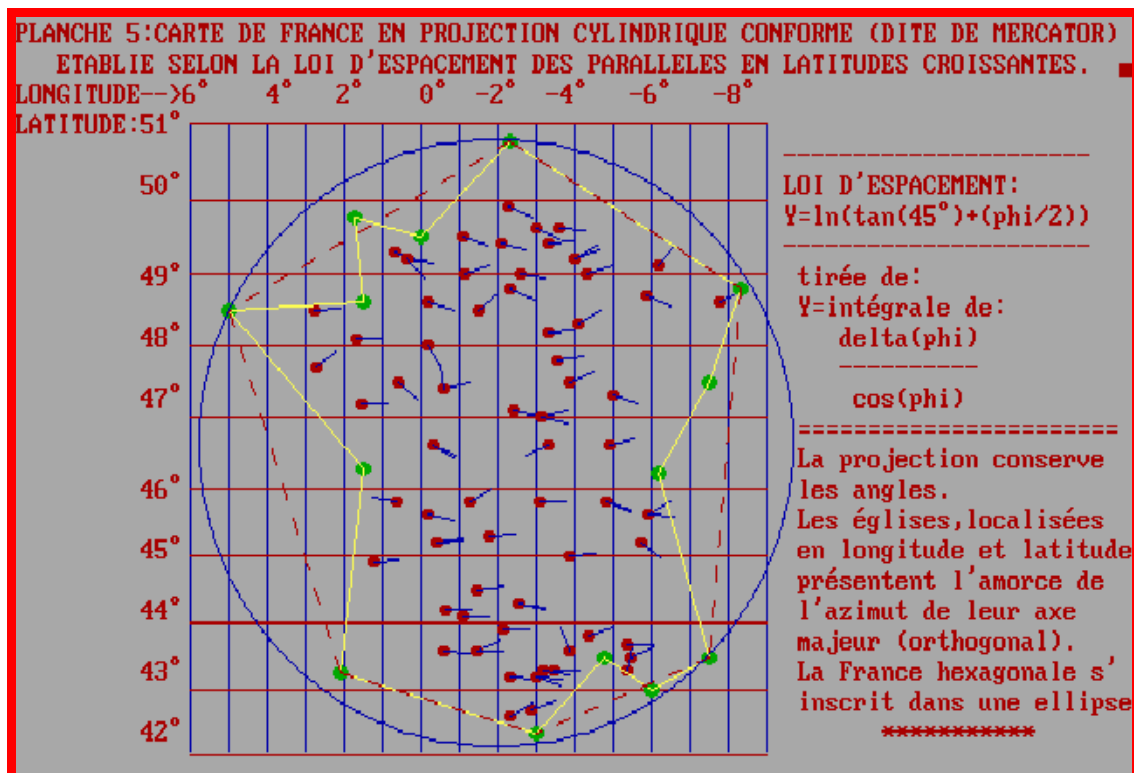 PLANCHE 5:CARTE DE FRANCE EN PROJECTION CYLINDRIQUE CONFORME (DITE DE MERCATOR)
ETABLIE SELON LA LOI D'ESPACEMENT DES PARALLELES EN LATITUDES CROISSANTES.
LONGITUDE-->6° 4° 2° 0° -2° -4° -6° -8°
LATITUDE:51°
50°
49°
48°
47°
46°
45°
44°
43°
42°
LOI D'ESPACEMENT:
Y=ln(tan(45°)+(phi/2))
tirée de:
Y=intégrale de:
delta(phi)
----------
cos(phi)
=======================
La projection conserve
les angles.
Les églises,localisées
en longitude et latitude
présentent l'amorce de
l'azimut de leur axe
majeur (orthogonal).
La France hexagonale s'
inscrit dans une ellipse
***********